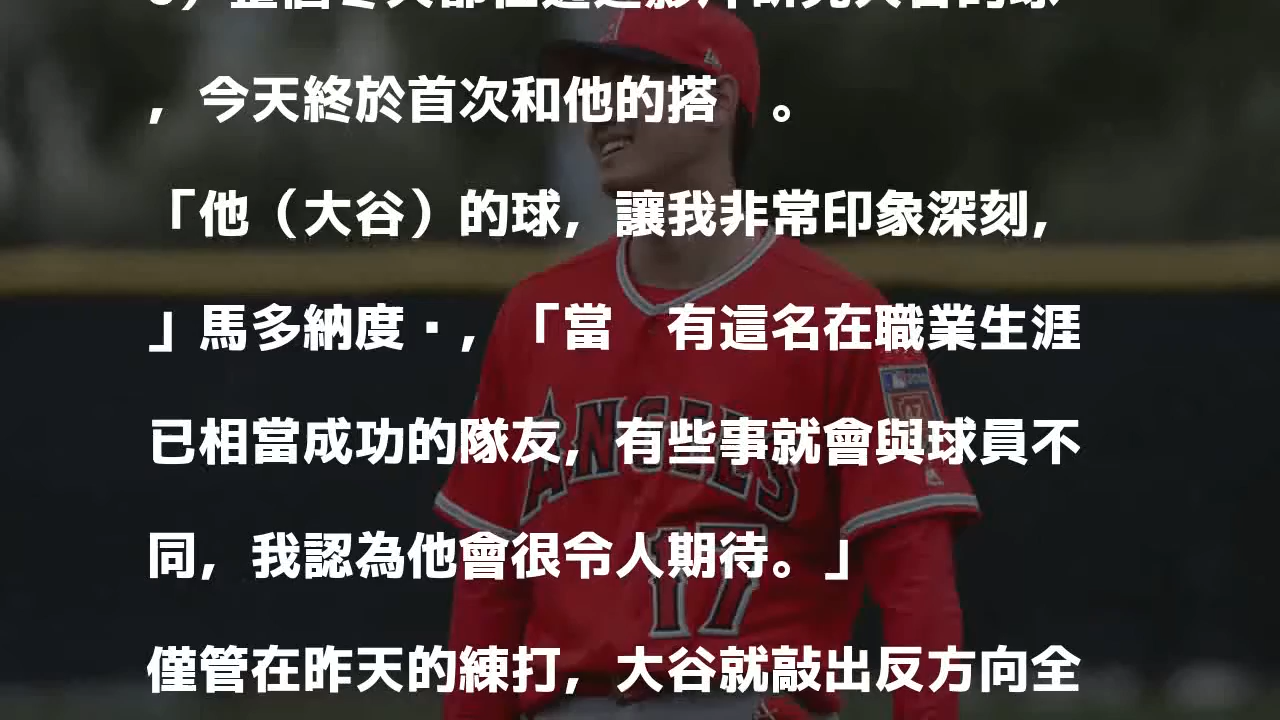 ，今天終於首次和他的搭　。
「他（大谷）的球，讓我非常印象深刻，
」馬多納度·，「當　有這名在職業生涯
已相當成功的隊友，有些事就會與球員不
同，我認為他會很令人期待。」
僅管在昨天的練打，大谷就敲出反方向全
ANGELS
17